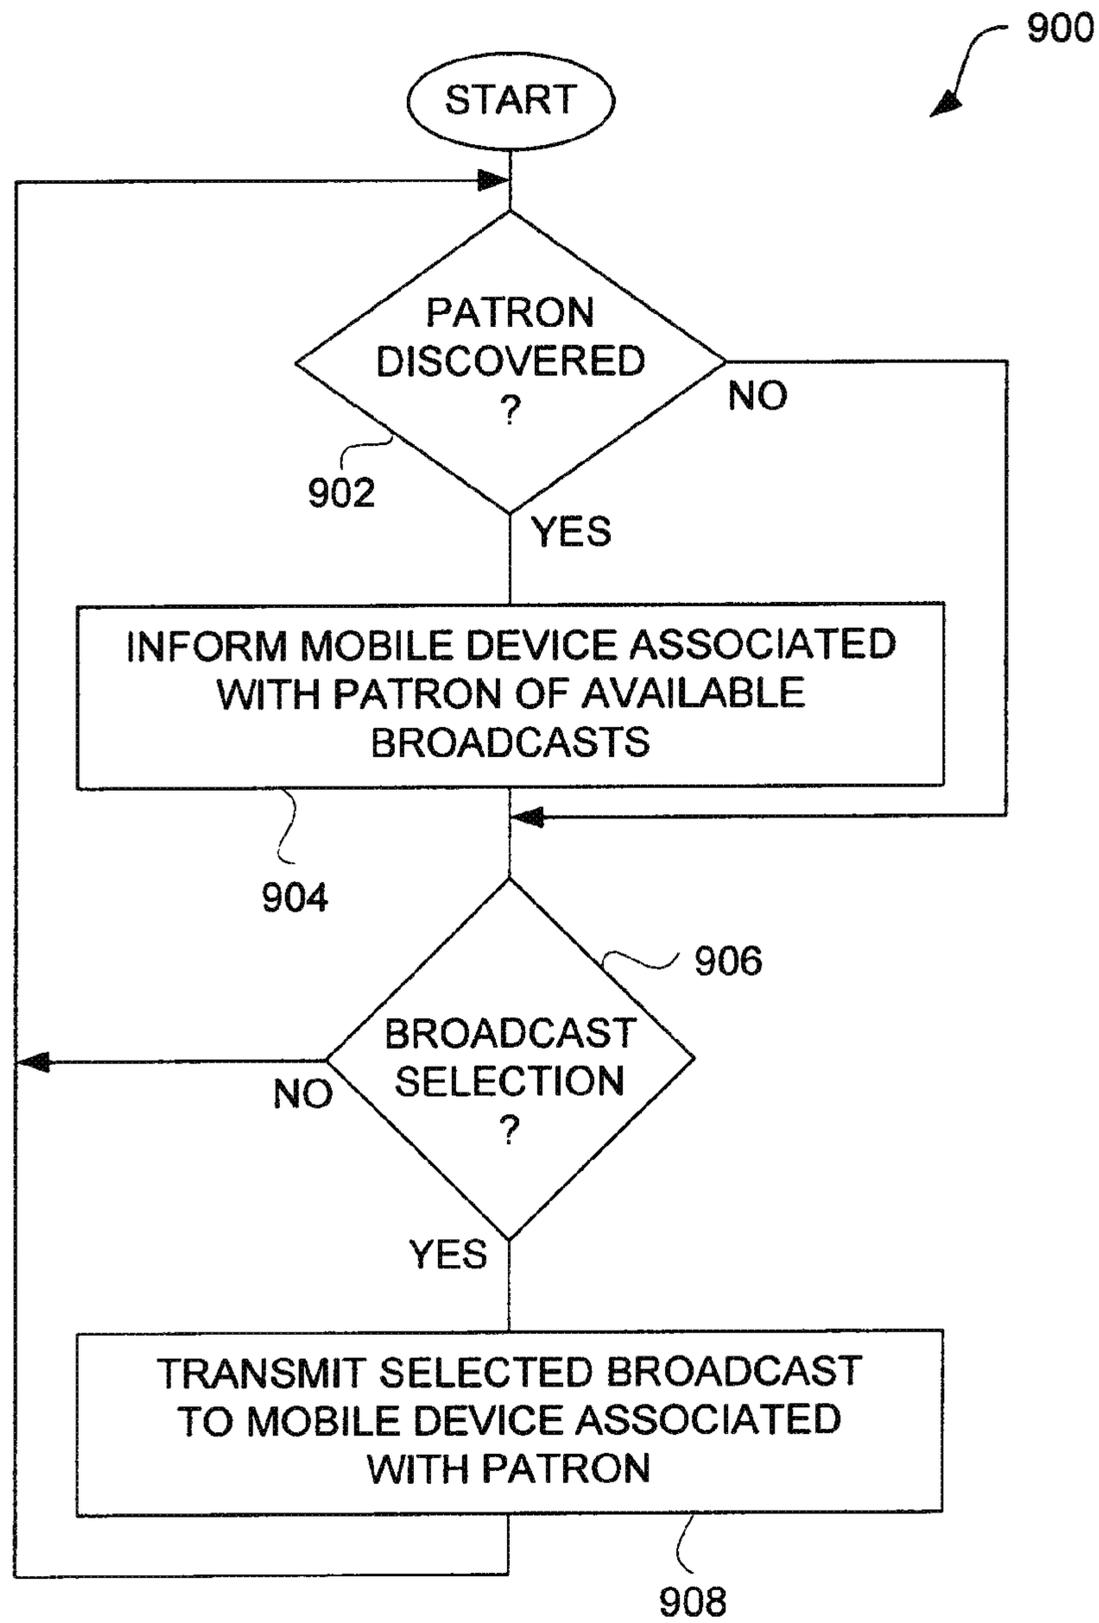 900
START
PATRON
DISCOVERED
?
NO
902
YES
INFORM MOBILE DEVICE ASSOCIATED
WITH PATRON OF AVAILABLE
BROADCASTS
904
906
BROADCAST
SELECTION
?
NO
YES
TRANSMIT SELECTED BROADCAST
TO MOBILE DEVICE ASSOCIATED
WITH PATRON
908